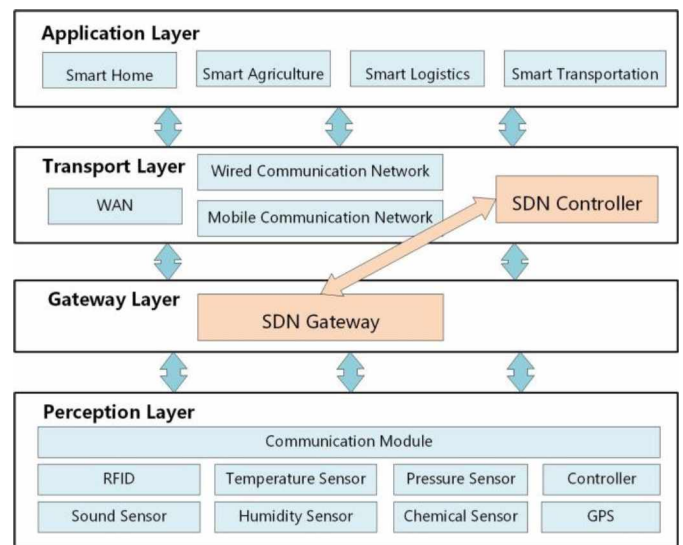 Application Layer
Smart Home
Smart Agriculture
Smart Logistics
Smart Transportation
Transport Layer
Wired Communication Network
WAN
Mobile Communication Network
SDN Controller
Gateway Layer
SDN Gateway
Perception Layer
Communication Module
RFID
Temperature Sensor
Pressure Sensor
Controller
Sound Sensor
Humidity Sensor
Chemical Sensor
GPS